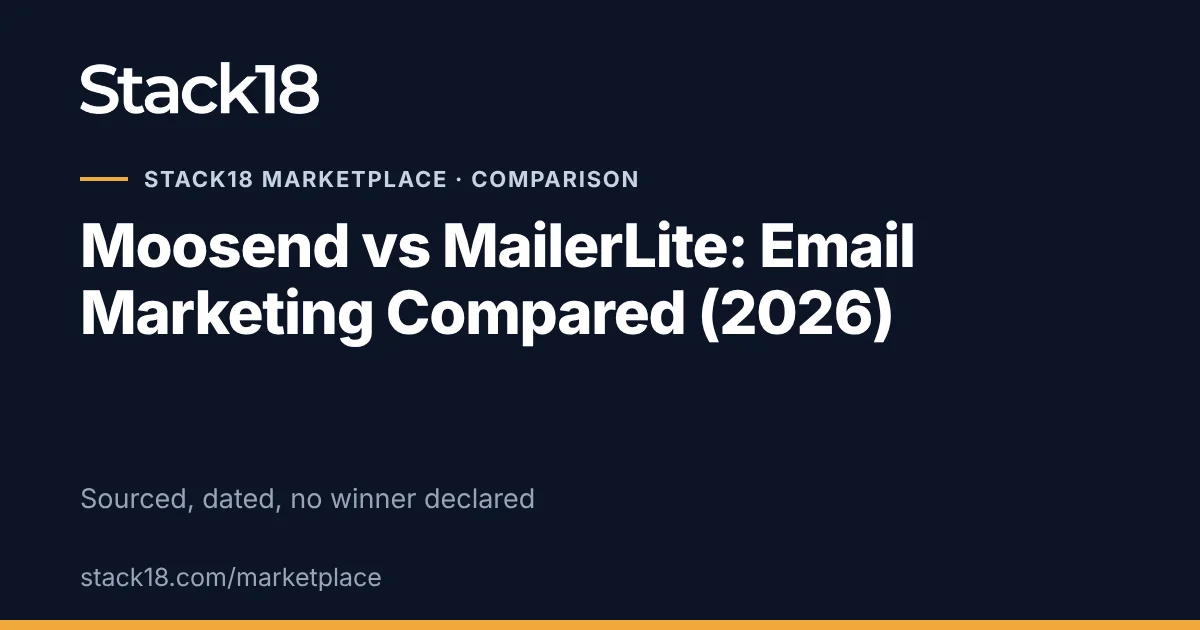 Stack18
STACK18 MARKETPLACE · COMPARISON
Moosend vs MailerLite: Email
Marketing Compared (2026)
Sourced, dated, no winner declared
stack18.com/marketplace